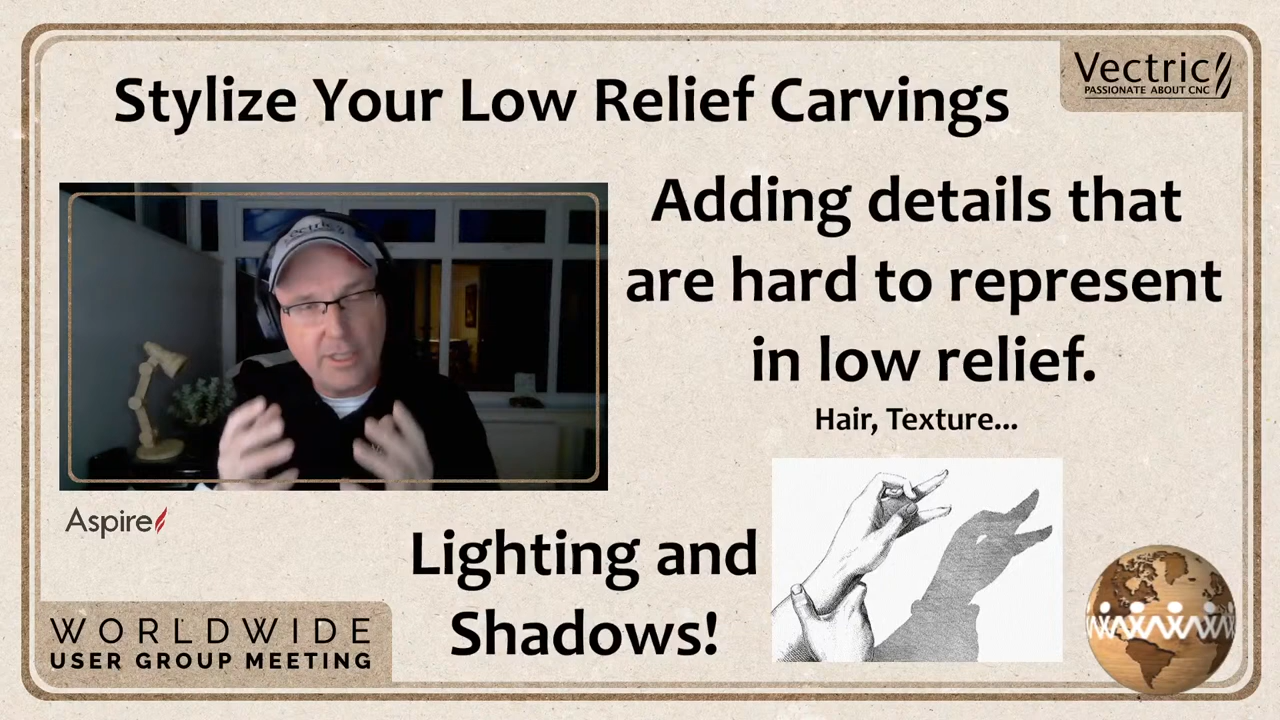 Stylize Your Low Relief Carvings
Vectric
PASSIONATE ABOUT CNC
Vectric
Adding details that
are hard to represent
in low relief.
Hair, Texture...
Aspire
Lighting and
Shadows!
WORLDWIDE
USER GROUP MEETING